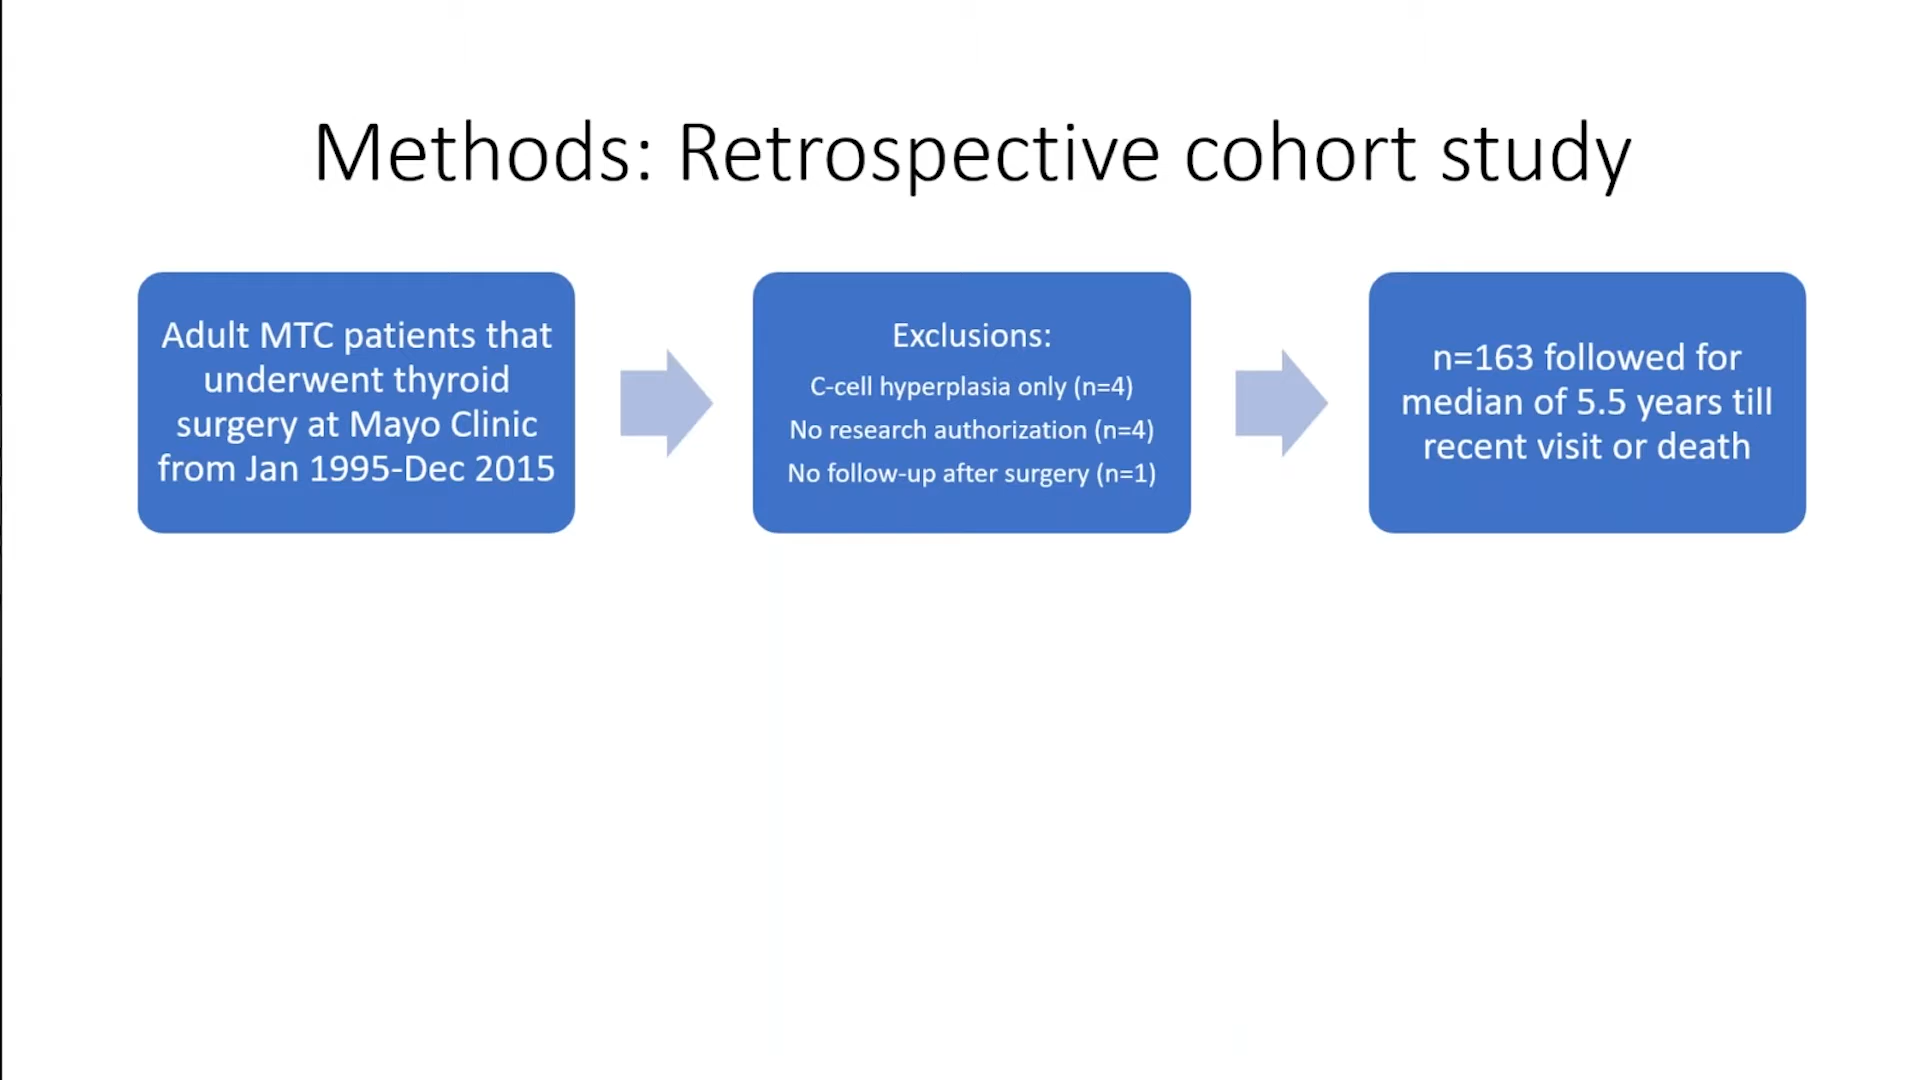 Methods: Retrospective cohort study
Adult MTC patients that
underwent thyroid
surgery at Mayo Clinic
from Jan 1995-Dec 2015
Exclusions:
C-cell hyperplasia only (n=4)
No research authorization (n=4)
No follow-up after surgery (n=1)
n=163 followed for
median of 5.5 years till
recent visit or death